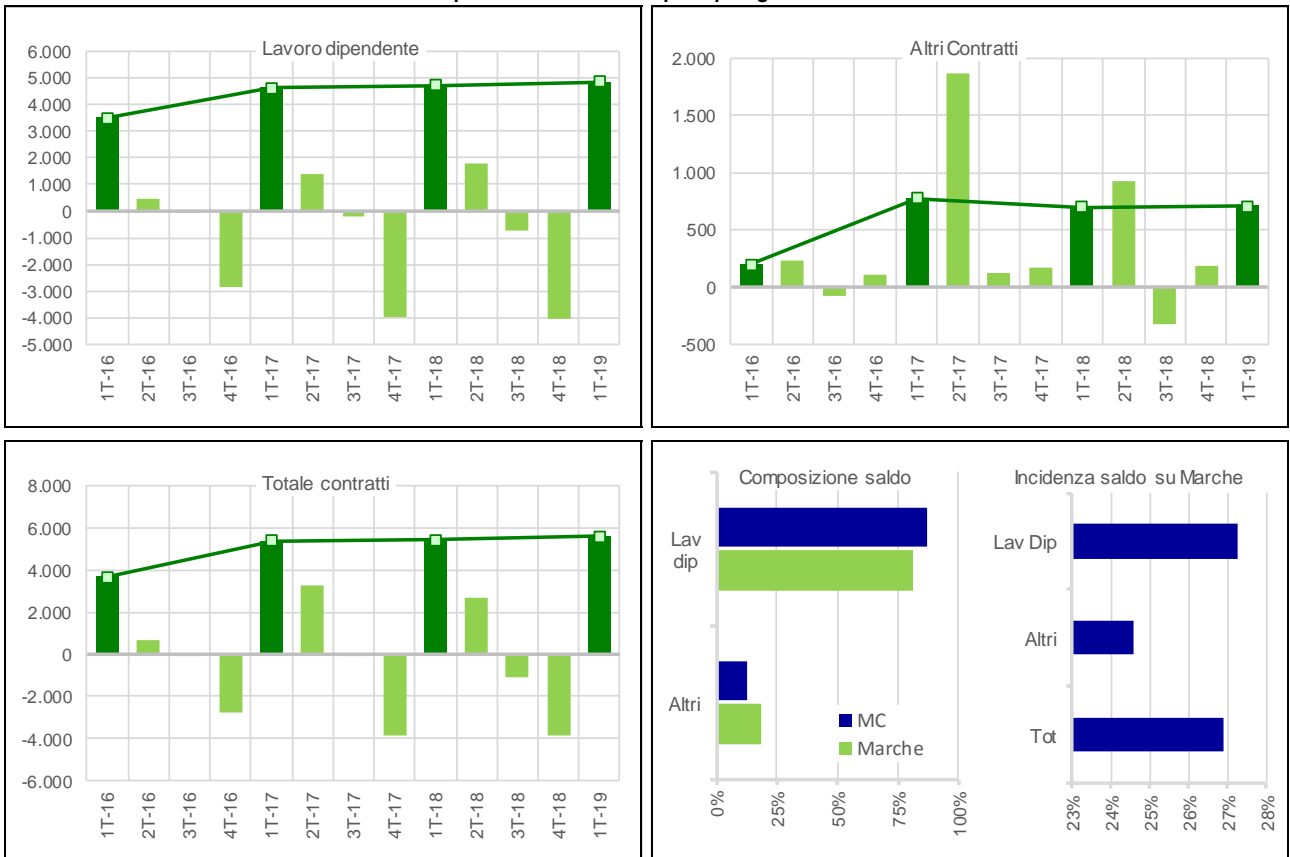 Lavoro dipendente
6.000
5.000
4.000
3.000
2.000
1.000
0
-1.000
-2.000
-3.000
-4.000
-5.000
1T-16 2T-16 3T-16 4T-16 1T-17 2T-17 3T-17 4T-17 1T-18 2T-18 3T-18 4T-18 1T-19
Altri Contratti
2.000
1.500
1.000
500
0
-500
1T-16 2T-16 3T-16 4T-16 1T-17 2T-17 3T-17 4T-17 1T-18 2T-18 3T-18 4T-18 1T-19
Totale contratti
8.000
6.000
4.000
2.000
0
-2.000
-4.000
-6.000
1T-16 2T-16 3T-16 4T-16 1T-17 2T-17 3T-17 4T-17 1T-18 2T-18 3T-18 4T-18 1T-19
Composizione saldo
Lav
dip
Altri
MC
Marche
0% 25% 50% 75% 100%
Incidenza saldo su Marche
Lav Dip
Altri
Tot
23% 24% 25% 26% 27% 28%